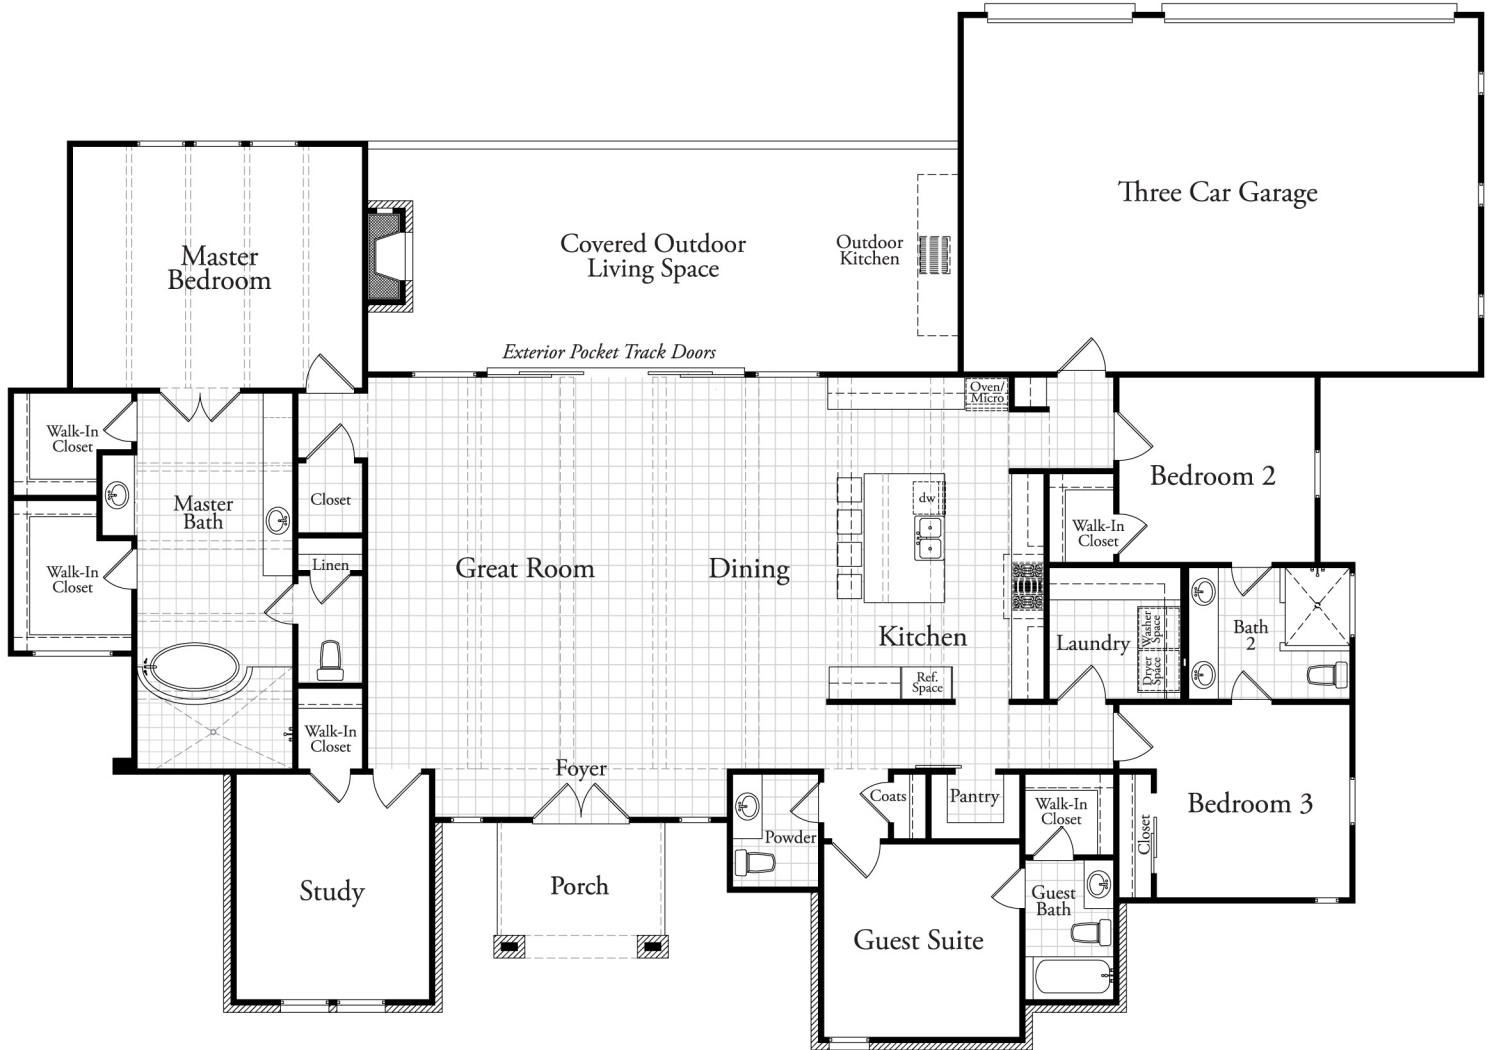 Three Car Garage
Master
Bedroom
Covered Outdoor
Living Space
Outdoor
Kitchen
Exterior Pocket Track Doors
Oven/
Micro
Walk-In
Closet
Master
Bath
Closet
dw
Bedroom 2
Walk-In
Closet
Linen
Great Room
Dining
Walk-In
Closet
Kitchen
Laundry
Washer
Space
Dryer
Space
Bath
2
Ref.
Space
Walk-In
Closet
Foyer
Coats
Pantry
Walk-In
Closet
Closet
Bedroom 3
Powder
Study
Porch
Guest
Bath
Guest Suite